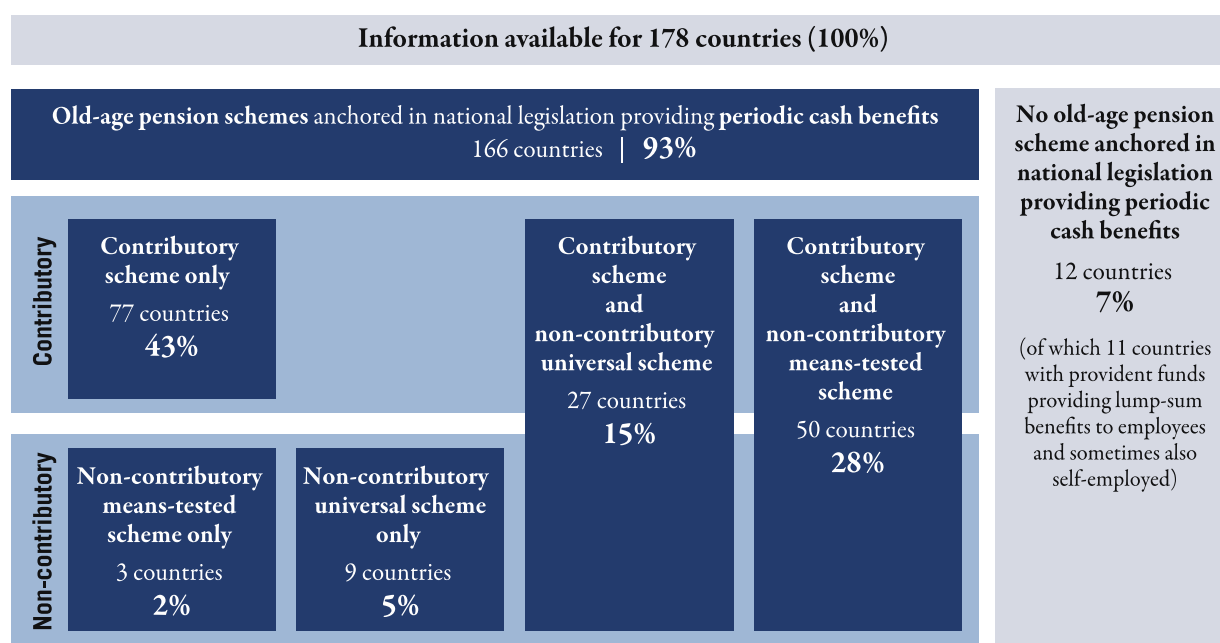 Information available for 178 countries (100%)
Old-age pension schemes anchored in national legislation providing periodic cash benefits
166 countries | 93%
Contributory
Contributory
scheme only
77 countries
43%
Contributory
scheme
and
non-contributory
universal scheme
27 countries
15%
Contributory
scheme
and
non-contributory
means-tested
scheme
50 countries
28%
Non-contributory
Non-contributory
means-tested
scheme only
3 countries
2%
Non-contributory
universal scheme
only
9 countries
5%
No old-age pension
scheme anchored in
national legislation
providing periodic
cash benefits
12 countries
7%
(of which 11 countries
with provident funds
providing lump-sum
benefits to employees
and sometimes also
self-employed)